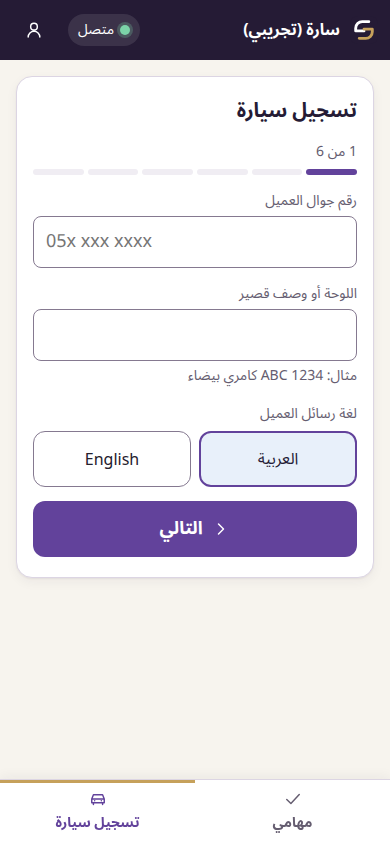 سارة (تجريبي)
متصل
تسجيل سيارة
1 من 6
رقم جوال العميل
05x xxx xxxx
اللوحة أو وصف قصير
مثال: ABC 1234 كامري بيضاء
لغة رسائل العميل
العربية
English
التالي
مهامي
تسجيل سيارة